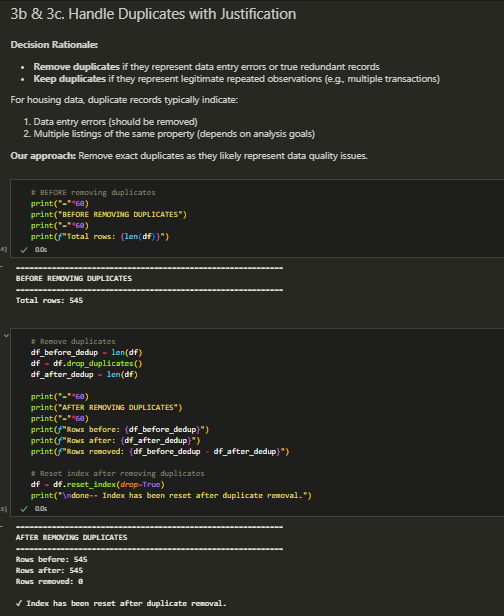 3b & 3c. Handle Duplicates with Justification
Decision Rationale:
• Remove duplicates if they represent data entry errors or true redundant records
• Keep duplicates if they represent legitimate repeated observations (e.g., multiple transactions)
For housing data, duplicate records typically indicate:
1. Data entry errors (should be removed)
2. Multiple listings of the same property (depends on analysis goals)
Our approach: Remove exact duplicates as they likely represent data quality issues.
# BEFORE removing duplicates
print("="*60)
print("BEFORE REMOVING DUPLICATES")
print("="*60)
print(f"Total rows: {len(df)}")
✓ 0.0s
============================================================
BEFORE REMOVING DUPLICATES
============================================================
Total rows: 545
# Remove duplicates
df_before_dedup = len(df)
df = df.drop_duplicates()
df_after_dedup = len(df)
print("="*60)
print("AFTER REMOVING DUPLICATES")
print("="*60)
print(f"Rows before: {df_before_dedup}")
print(f"Rows after: {df_after_dedup}")
print(f"Rows removed: {df_before_dedup - df_after_dedup}")
# Reset index after removing duplicates
df = df.reset_index(drop=True)
print("\ndone-- Index has been reset after duplicate removal.")
✓ 0.0s
============================================================
AFTER REMOVING DUPLICATES
============================================================
Rows before: 545
Rows after: 545
Rows removed: 0
✓ Index has been reset after duplicate removal.